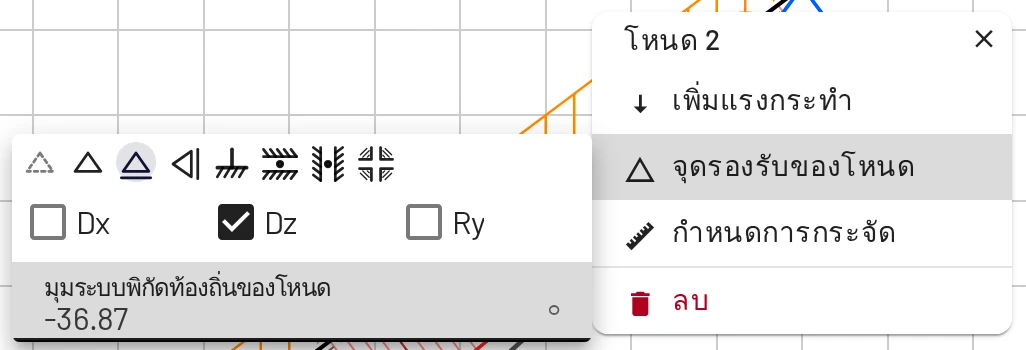 โหนด 2
เพิ่มแรงกระทำ
จุดรองรับของโหนด
กำหนดการกระจัด
ลบ
Dx
Dz
Ry
มุมระบบพิกัดท้องถิ่นของโหนด
-36.87
°